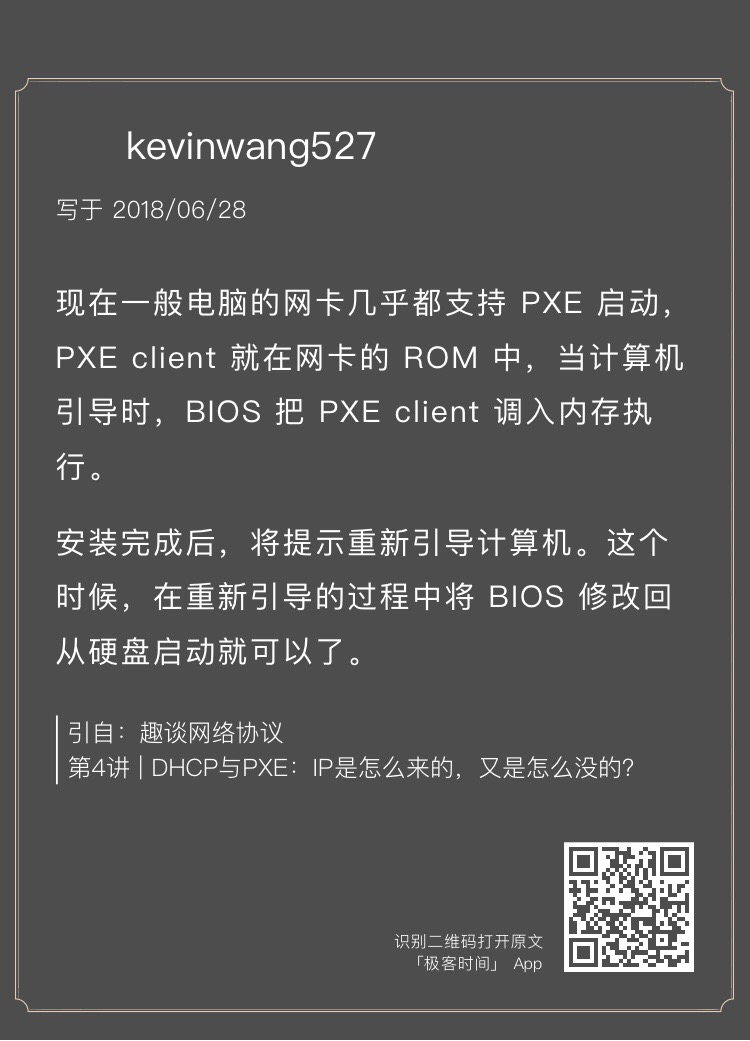 kevinwang527
写于 2018/06/28
现在一般电脑的网卡几乎都支持 PXE 启动，
PXE client 就在网卡的 ROM 中，当计算机
引导时，BIOS 把 PXE client 调入内存执
行。
安装完成后，将提示重新引导计算机。这个
时候，在重新引导的过程中将 BIOS 修改回
从硬盘启动就可以了。
引自：趣谈网络协议
第4讲 | DHCP与PXE：IP是怎么来的，又是怎么没的？
识别二维码打开原文
「极客时间」 App